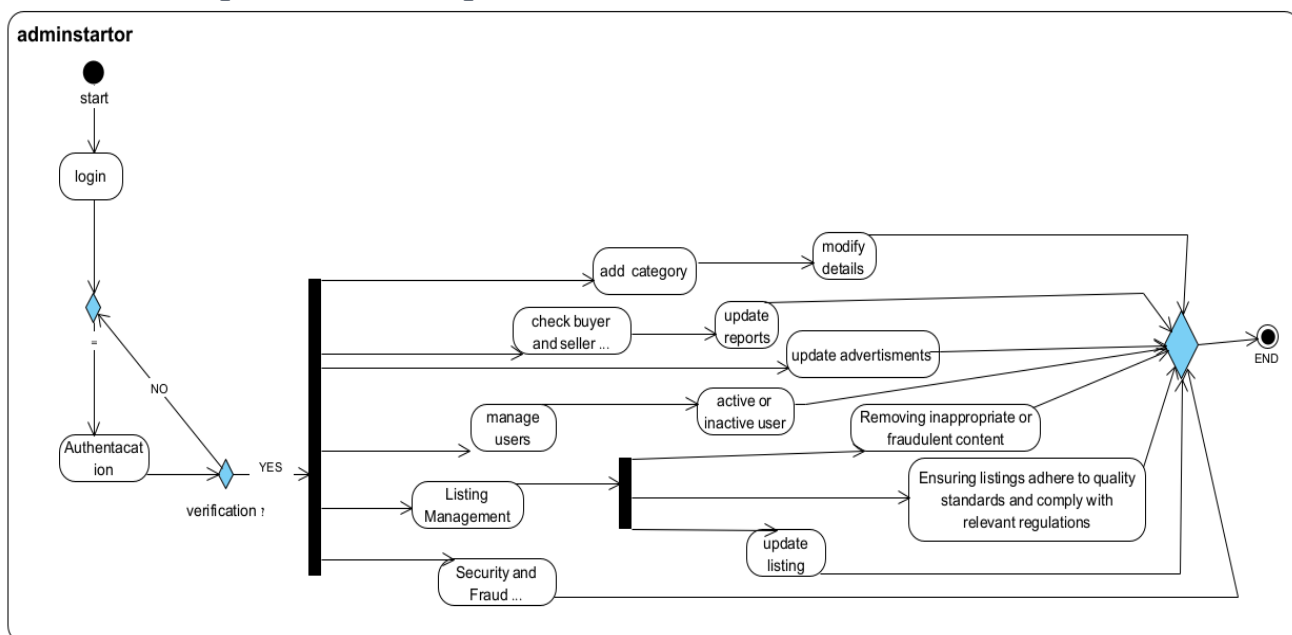 adminstartor
start
login
=
NO
Authentacat
ion
YES
verification ?
add category
modify
details
check buyer
and seller ...
update
reports
update advertisments
manage
users
active or
inactive user
Removing inappropriate or
fraudulent content
Listing
Management
Ensuring listings adhere to quality
standards and comply with
relevant regulations
update
listing
Security and
Fraud ...
END